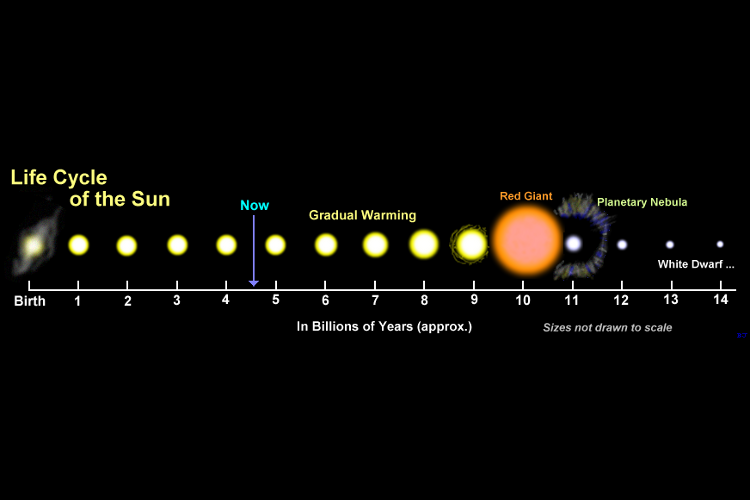 Life Cycle
of the Sun
Now
Gradual Warming
Red Giant
Planetary Nebula
White Dwarf ...
Birth 1 2 3 4 5 6 7 8 9 10 11 12 13 14
In Billions of Years (approx.)
Sizes not drawn to scale